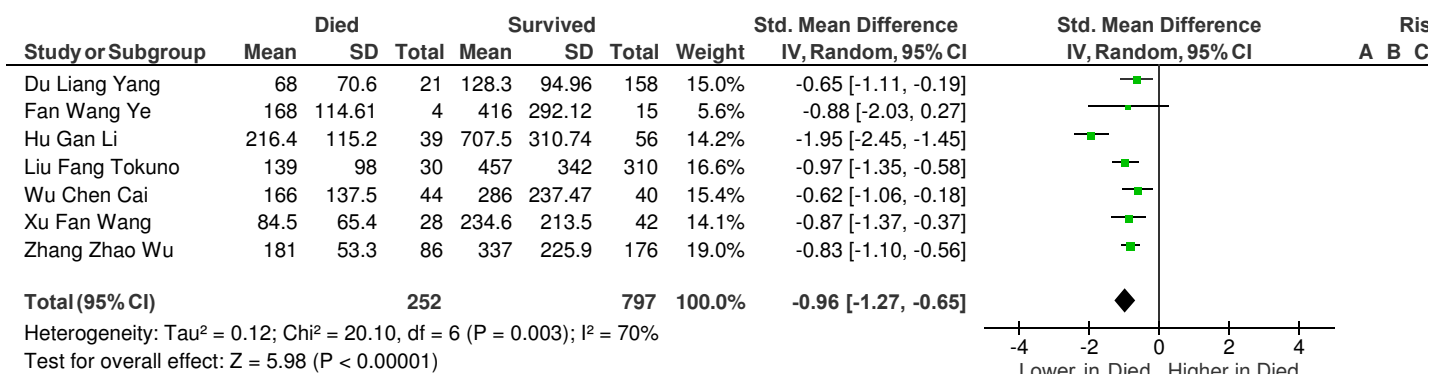 Died Survived Std. Mean Difference Std. Mean Difference Ris
Study or Subgroup Mean SD Total Mean SD Total Weight IV, Random, 95% CI IV, Random, 95% CI A B C
Du Liang Yang 68 70.6 21 128.3 94.96 158 15.0% -0.65 [-1.11, -0.19]
Fan Wang Ye 168 114.61 4 416 292.12 15 5.6% -0.88 [-2.03, 0.27]
Hu Gan Li 216.4 115.2 39 707.5 310.74 56 14.2% -1.95 [-2.45, -1.45]
Liu Fang Tokuno 139 98 30 457 342 310 16.6% -0.97 [-1.35, -0.58]
Wu Chen Cai 166 137.5 44 286 237.47 40 15.4% -0.62 [-1.06, -0.18]
Xu Fan Wang 84.5 65.4 28 234.6 213.5 42 14.1% -0.87 [-1.37, -0.37]
Zhang Zhao Wu 181 53.3 86 337 225.9 176 19.0% -0.83 [-1.10, -0.56]
Total (95% CI) 252 797 100.0% -0.96 [-1.27, -0.65]
Heterogeneity: Tau² = 0.12; Chi² = 20.10, df = 6 (P = 0.003); I² = 70%
Test for overall effect: Z = 5.98 (P < 0.00001)
-4 -2 0 2 4
Lower in Died Higher in Died